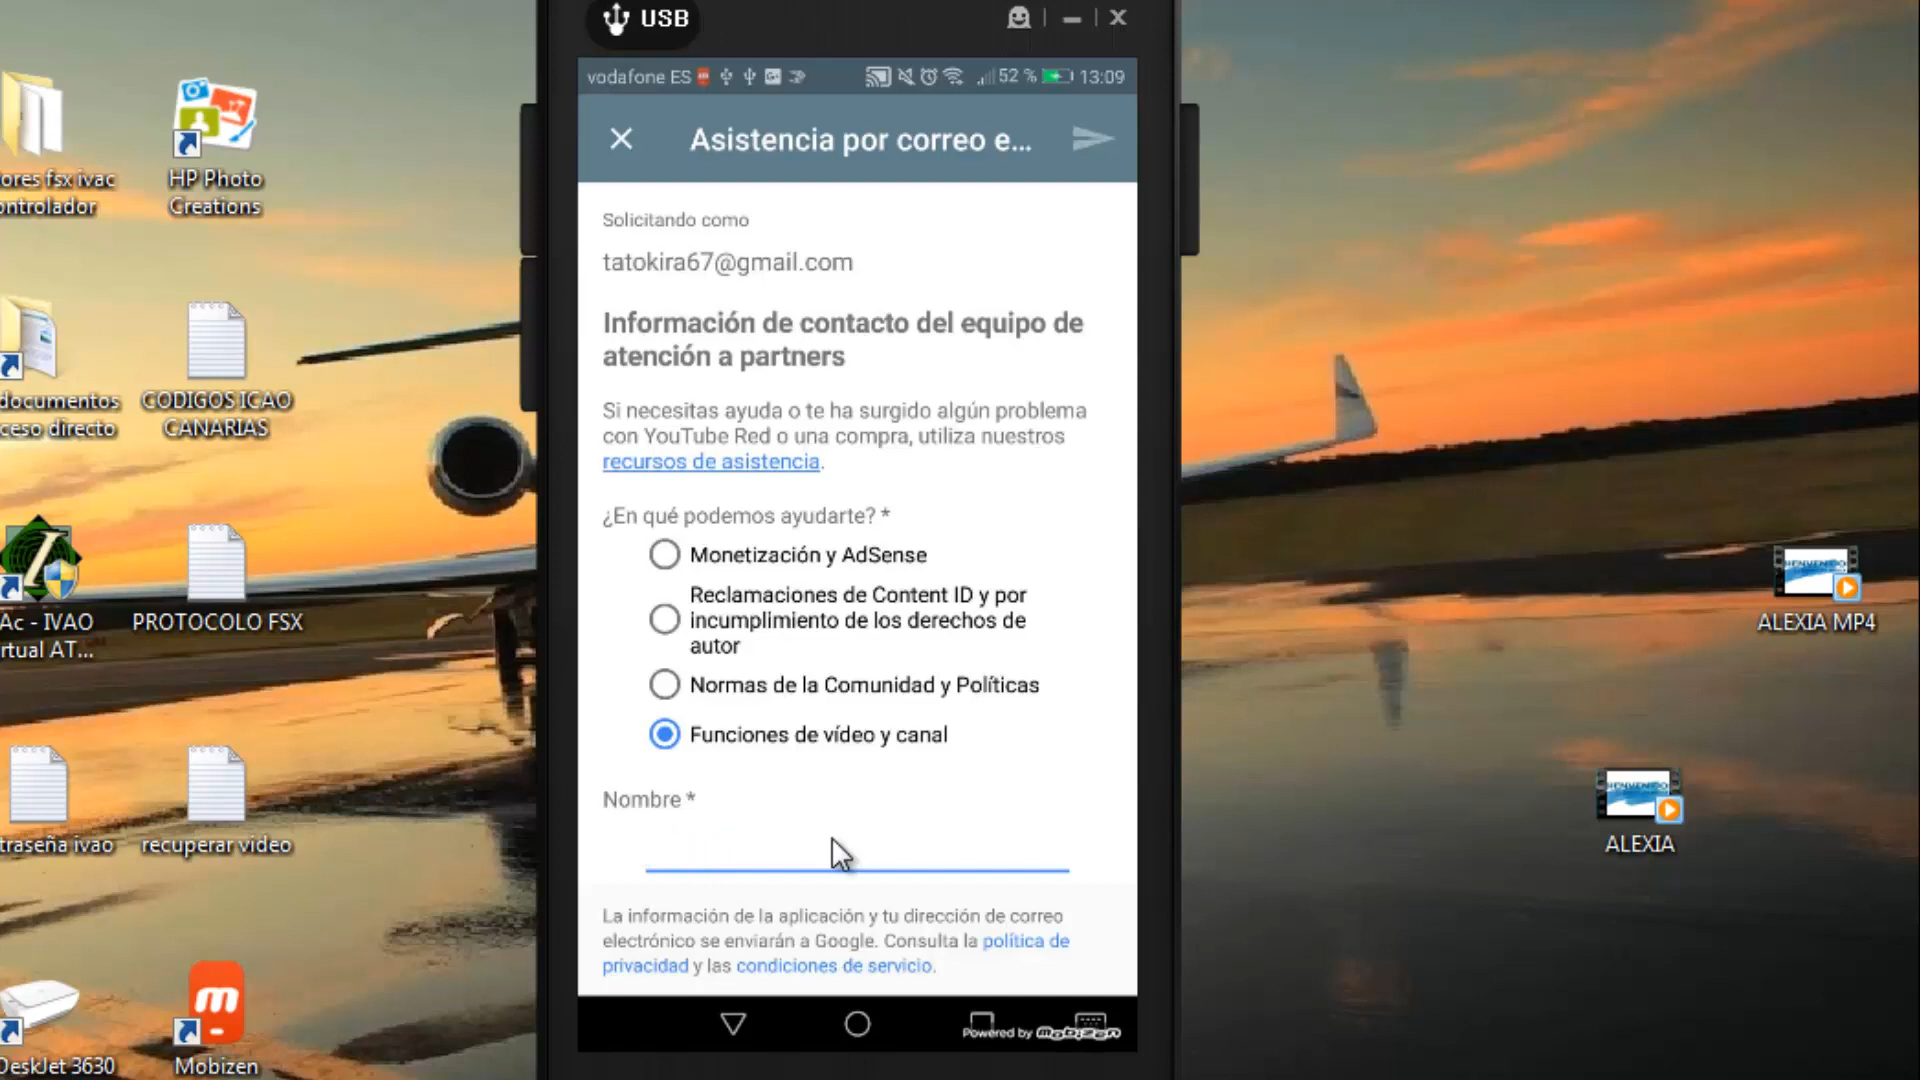 USB
vodafone ES
52 %
13:09
Asistencia por correo e...
Solicitando como
tatokira67@gmail.com
Información de contacto del equipo de
atención a partners
Si necesitas ayuda o te ha surgido algún problema
con YouTube Red o una compra, utiliza nuestros
recursos de asistencia.
¿En qué podemos ayudarte? *
Monetización y AdSense
Reclamaciones de Content ID y por
incumplimiento de los derechos de
autor
Normas de la Comunidad y Políticas
Funciones de vídeo y canal
Nombre *
La información de la aplicación y tu dirección de correo
electrónico se enviarán a Google. Consulta la política de
privacidad y las condiciones de servicio.
Powered by mobizen
ores fsx ivac
ontrolador
HP Photo
Creations
documentos
ceso directo
CODIGOS ICAO
CANARIAS
Ac - IVAO
rtual AT...
PROTOCOLO FSX
traseña ivao
recuperar video
DeskJet 3630
Mobizen
BIENVENIDO
ALEXIA MP4
BIENVENIDO
ALEXIA